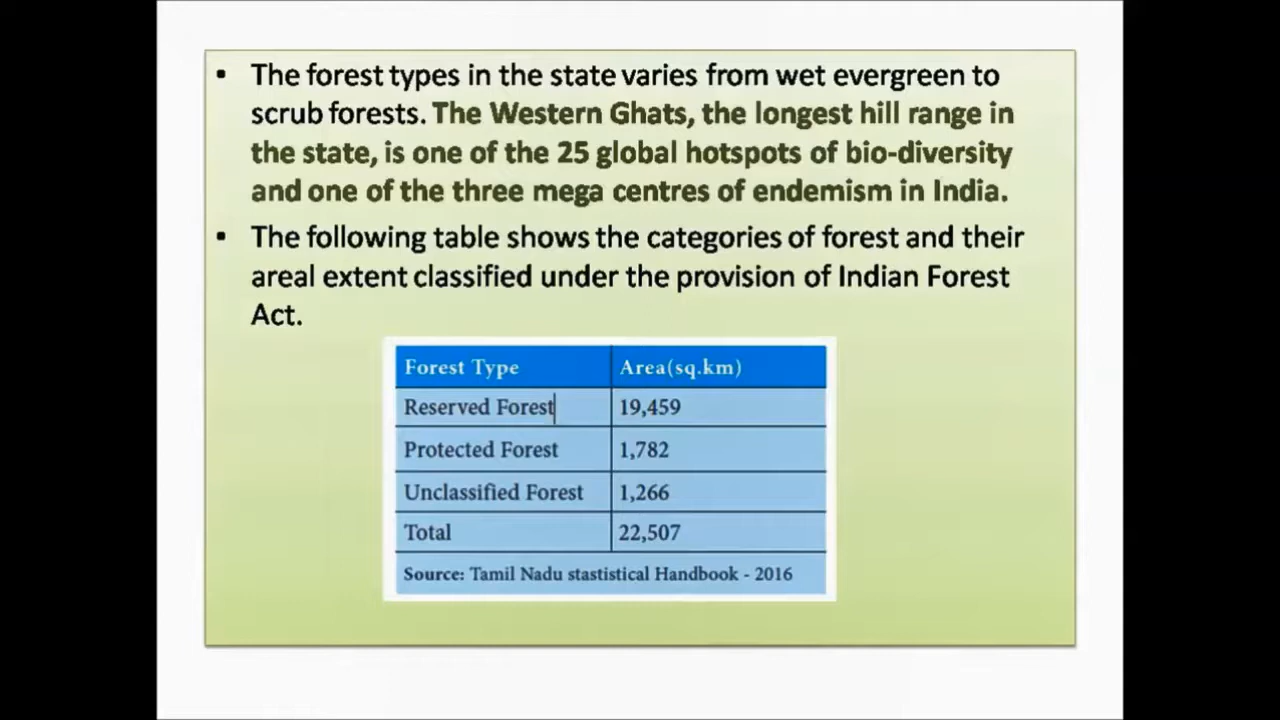 • The forest types in the state varies from wet evergreen to
scrub forests. The Western Ghats, the longest hill range in
the state, is one of the 25 global hotspots of bio-diversity
and one of the three mega centres of endemism in India.
• The following table shows the categories of forest and their
areal extent classified under the provision of Indian Forest
Act.
Forest Type Area(sq.km)
Reserved Forest 19,459
Protected Forest 1,782
Unclassified Forest 1,266
Total 22,507
Source: Tamil Nadu stastistical Handbook - 2016